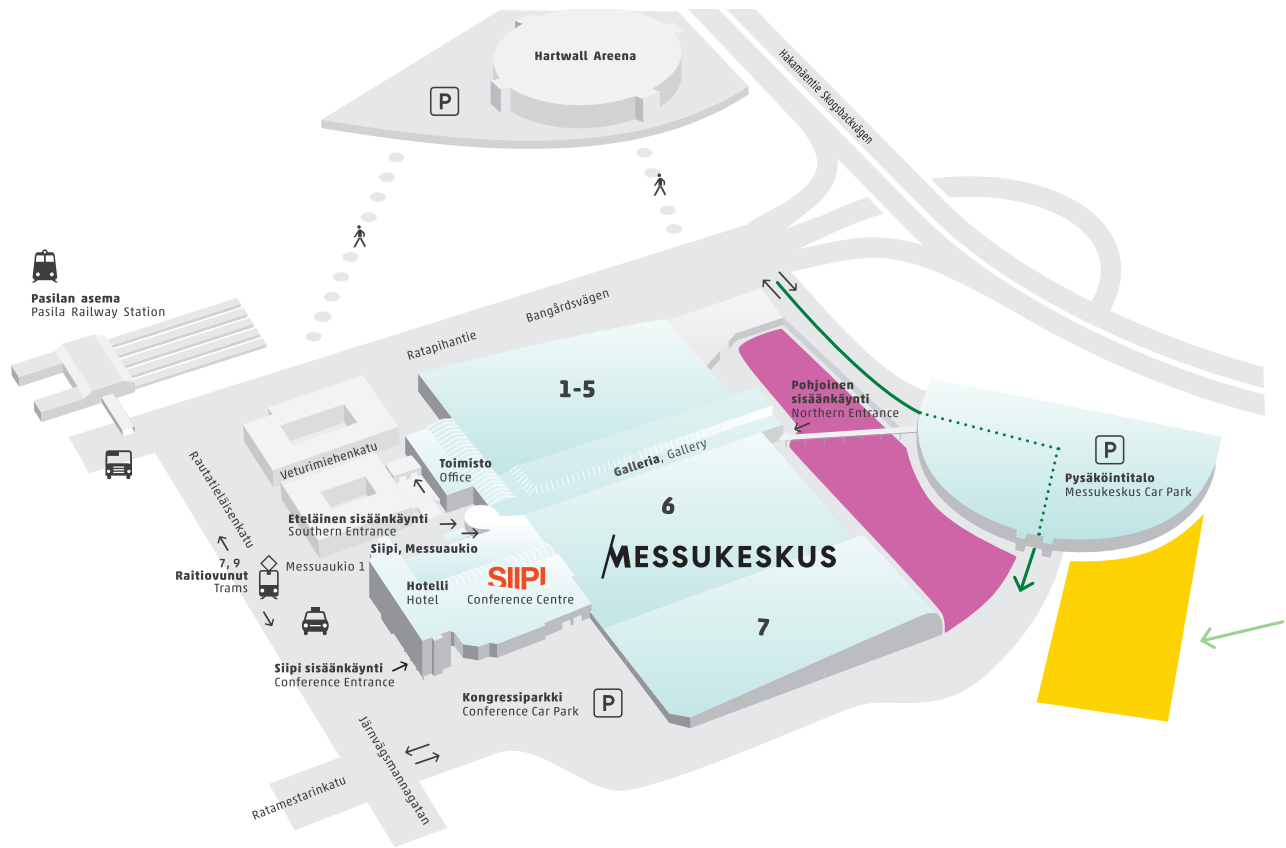 Hartwall Areena
P
Hakamäentie Skogsbackvägen
Pasilan asema
Pasila Railway Station
Ratapihantie
Bangårdsvägen
1-5
Pohjoinen
sisäänkäynti
Northern Entrance
Veturimiehenkatu
Toimisto
Office
Galleria, Gallery
P
Pysäköintitalo
Messukeskus Car Park
Rautatieläisenkatu
6
Eteläinen sisäänkäynti
Southern Entrance
Siipi, Messuaukio
MESSUKESKUS
7, 9
Raitiovunut
Trams
Messuaukio 1
Hotelli
Hotel
SIIPI
Conference Centre
7
Siipi sisäänkäynti
Conference Entrance
Kongressiparkki
Conference Car Park
P
Järnvägsmannagatan
Ratamestarinkatu